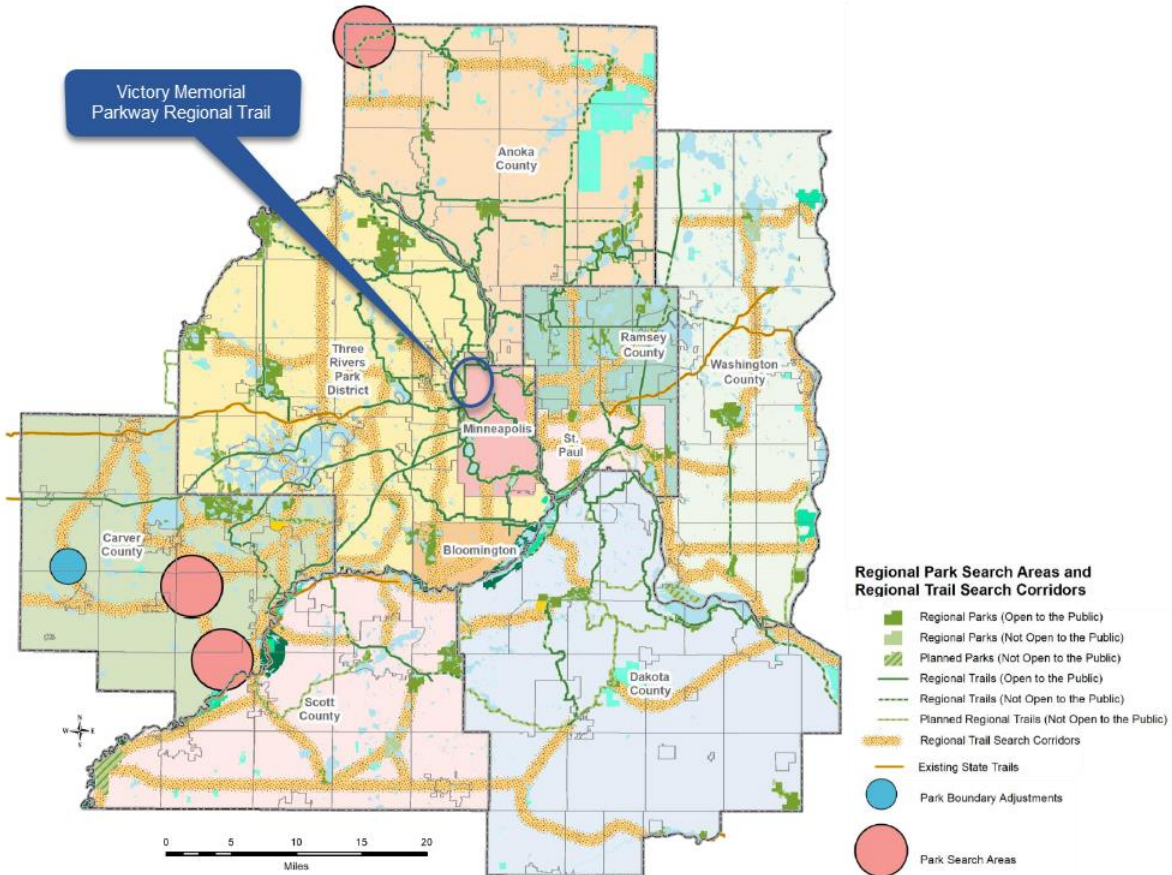 Victory Memorial
Parkway Regional Trail
Anoka
County
Ramsey
County
Washington
County
Three
Rivers
Park
District
Minneapolis
St.
Paul
Carver
County
Bloomington
Scott
County
Dakota
County
N
W E
S
0 5 10 15 20
Miles
Regional Park Search Areas and
Regional Trail Search Corridors
Regional Parks (Open to the Public)
Regional Parks (Not Open to the Public)
Planned Parks (Not Open to the Public)
Regional Trails (Open to the Public)
Regional Trails (Not Open to the Public)
Planned Regional Trails (Not Open to the Public)
Regional Trail Search Corridors
Existing State Trails
Park Boundary Adjustments
Park Search Areas